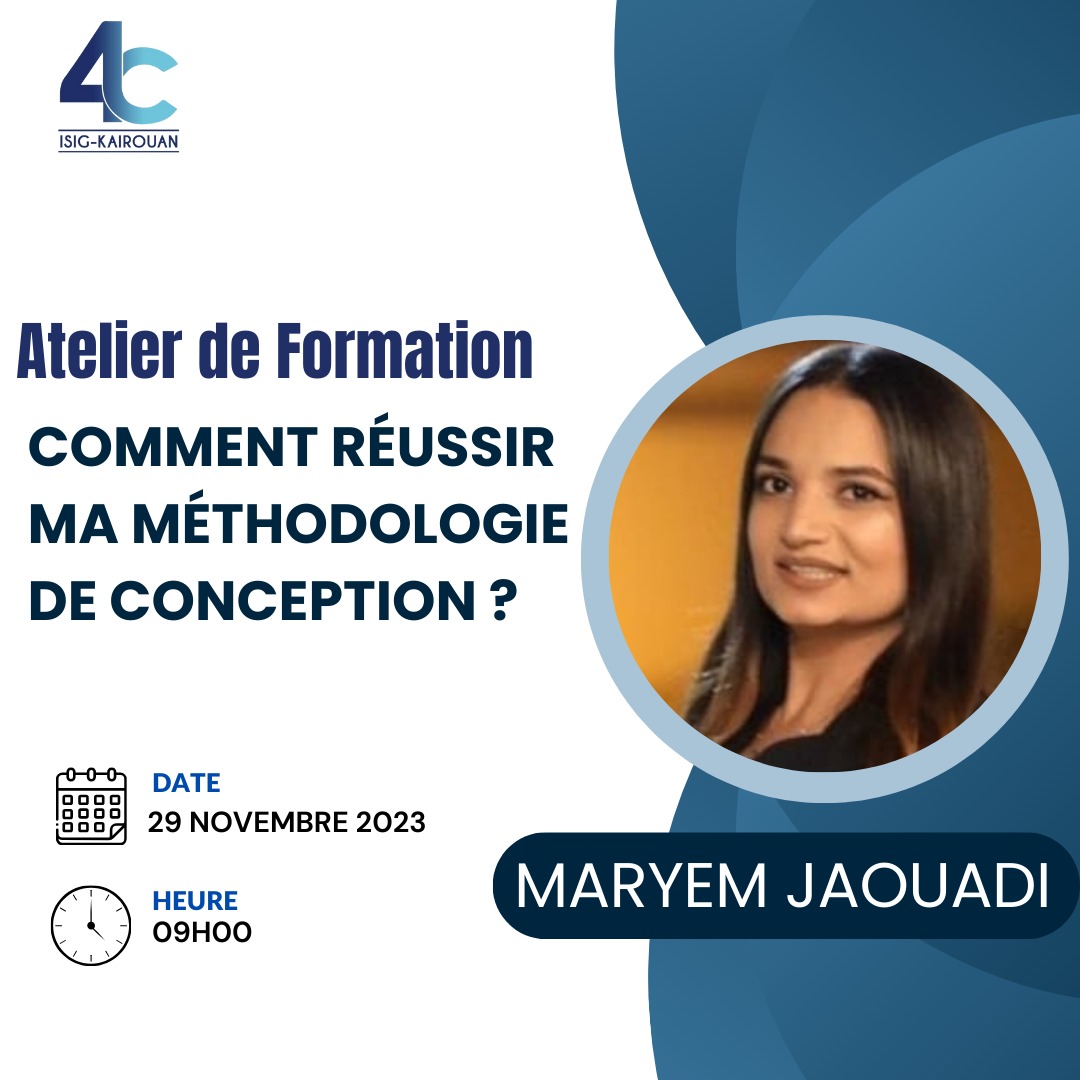 4C
ISIG-KAIROUAN
Atelier de Formation
COMMENT RÉUSSIR
MA MÉTHODOLOGIE
DE CONCEPTION ?
DATE
29 NOVEMBRE 2023
HEURE
09H00
MARYEM JAOUADI